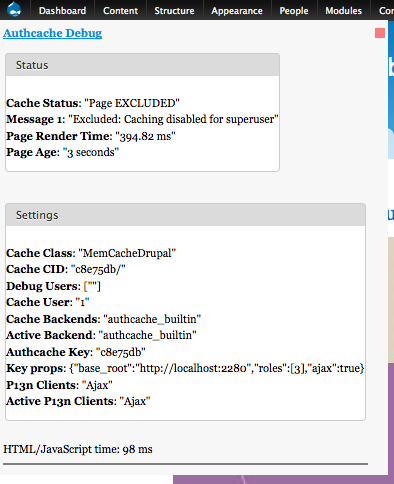 Dashboard Content Structure Appearance People Modules
Authcache Debug
Status
Cache Status: "Page EXCLUDED"
Message 1: "Excluded: Caching disabled for superuser"
Page Render Time: "394.82 ms"
Page Age: "3 seconds"
Settings
Cache Class: "MemCacheDrupal"
Cache CID: "c8e75db/"
Debug Users: [""]
Cache User: "1"
Cache Backends: "authcache_builtin"
Active Backend: "authcache_builtin"
Authcache Key: "c8e75db"
Key props: {"base_root":"http://localhost:2280","roles":[3],"ajax":true}
P13n Clients: "Ajax"
Active P13n Clients: "Ajax"
HTML/JavaScript time: 98 ms